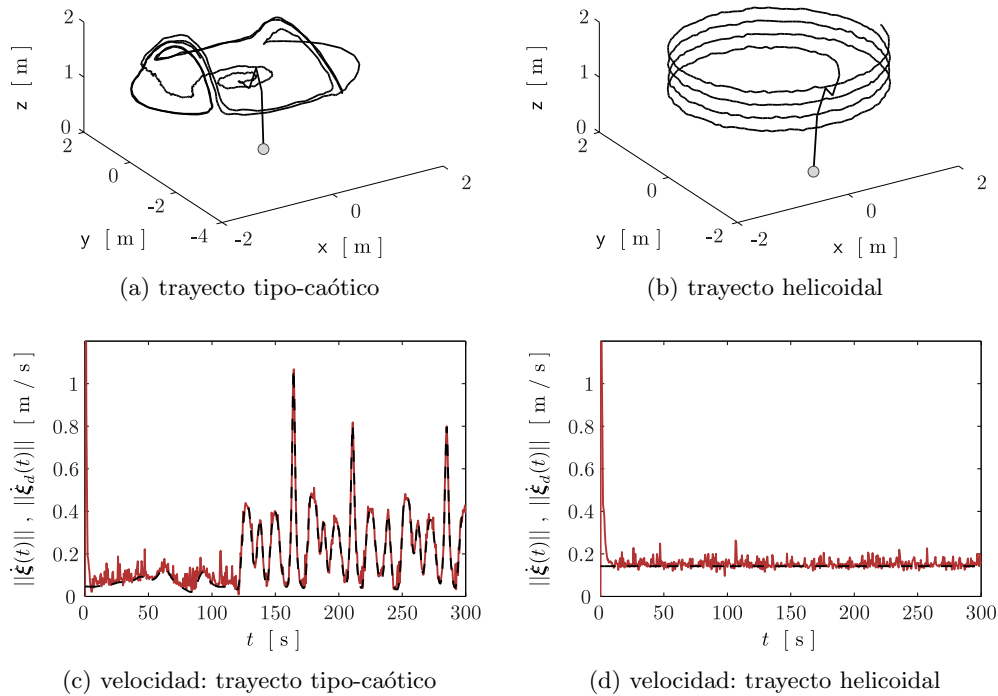 2
1
0
z [ m ]
2
0
-2
-4
y [ m ]
-2
0
2
x [ m ]
(a) trayecto tipo-caótico
2
1
0
z [ m ]
2
0
-2
y [ m ]
-2
0
2
x [ m ]
(b) trayecto helicoidal
||ξ̇(t)|| , ||ξ̇_d(t)|| [ m / s ]
1
0.8
0.6
0.4
0.2
0
0 50 100 150 200 250 300
t [ s ]
(c) velocidad: trayecto tipo-caótico
||ξ̇(t)|| , ||ξ̇_d(t)|| [ m / s ]
1
0.8
0.6
0.4
0.2
0
0 50 100 150 200 250 300
t [ s ]
(d) velocidad: trayecto helicoidal